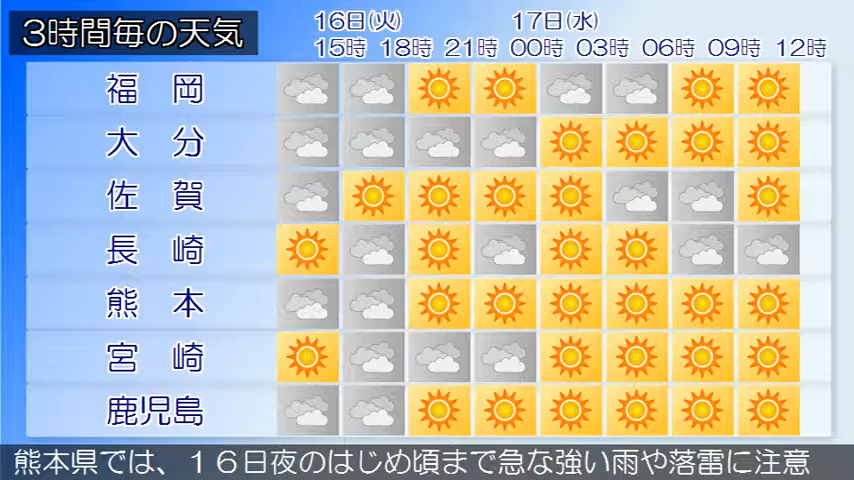 3時間毎の天気
16日(火) 17日(水)
15時 18時 21時 00時 03時 06時 09時 12時
福岡
大分
佐賀
長崎
熊本
宮崎
鹿児島
熊本県では、１６日夜のはじめ頃まで急な強い雨や落雷に注意